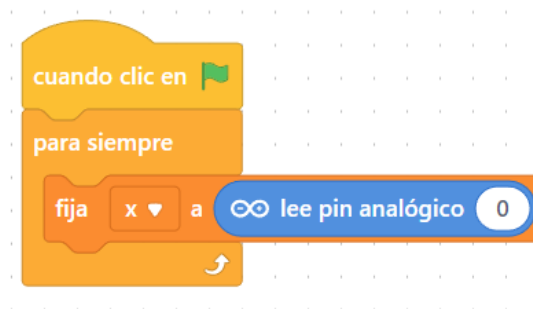 cuando clic en
para siempre
fija x a lee pin analógico 0